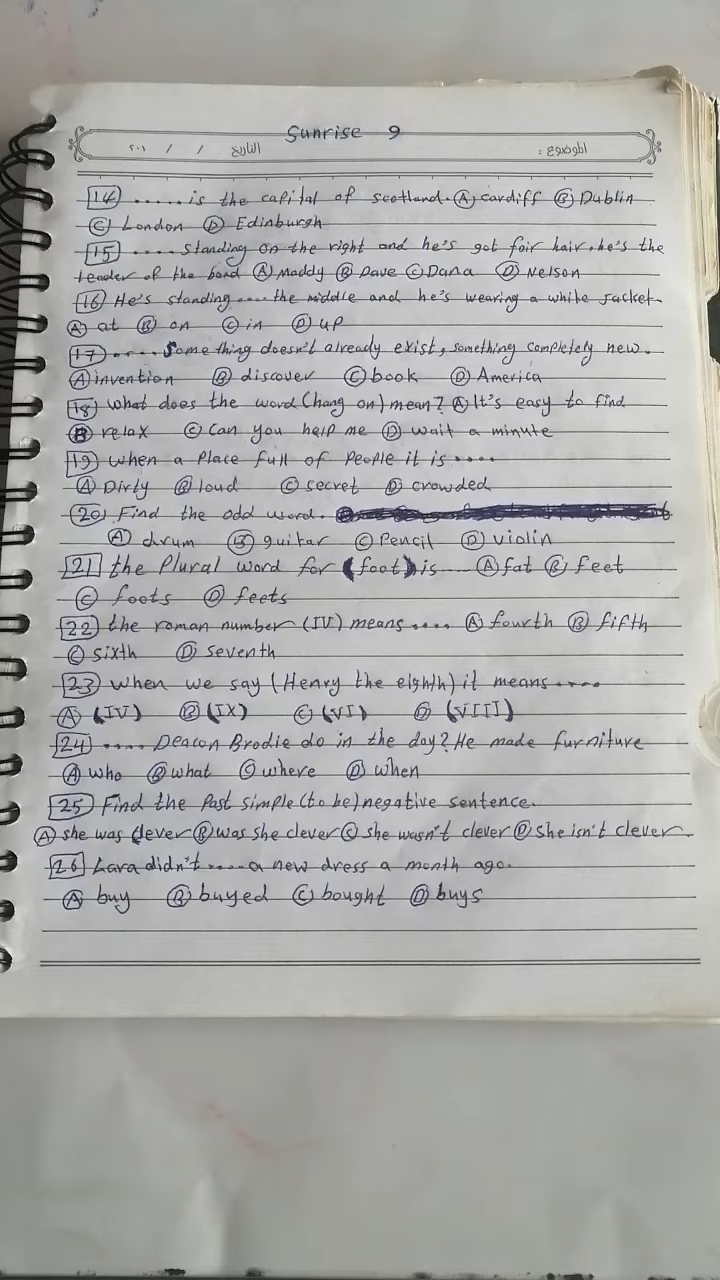 Sunrise 9
الموضوع : التاريخ / / ٢٠١
14 ...... is the capital of scotland. A cardiff B Dublin
C London D Edinburgh
15 .... standing on the right and he's got fair hair, he's the
leader of the band A Maddy B Dave C Dana D Nelson
16 He's standing .... the middle and he's wearing a white Jacket.
A at B on C in D up
17 ..... Something doesn't already exist, something completely new.
A invention B discover C book D America
18 what does the word (hang on) mean? A It's easy to find
B relax C Can you help me D wait a minute
19 when a Place full of People it is ....
A Dirty B loud C secret D crowded
20 Find the odd word.
A drum B guitar C Pencil D violin
21 the Plural word for (foot) is .... A fat B feet
C foots D feets
22 the roman number (IV) means .... A fourth B fifth
C sixth D seventh
23 when we say (Henry the eighth) it means ....
A (IV) B (IX) C (VI) D (VIII)
24 .... Deacon Brodie do in the day? He made furniture
A who B what C where D when
25 Find the Past simple (to be) negative sentence.
A she was clever B was she clever C she wasn't clever D She isn't clever.
26 Lara didn't .... a new dress a month ago.
A buy B buyed C bought D buys